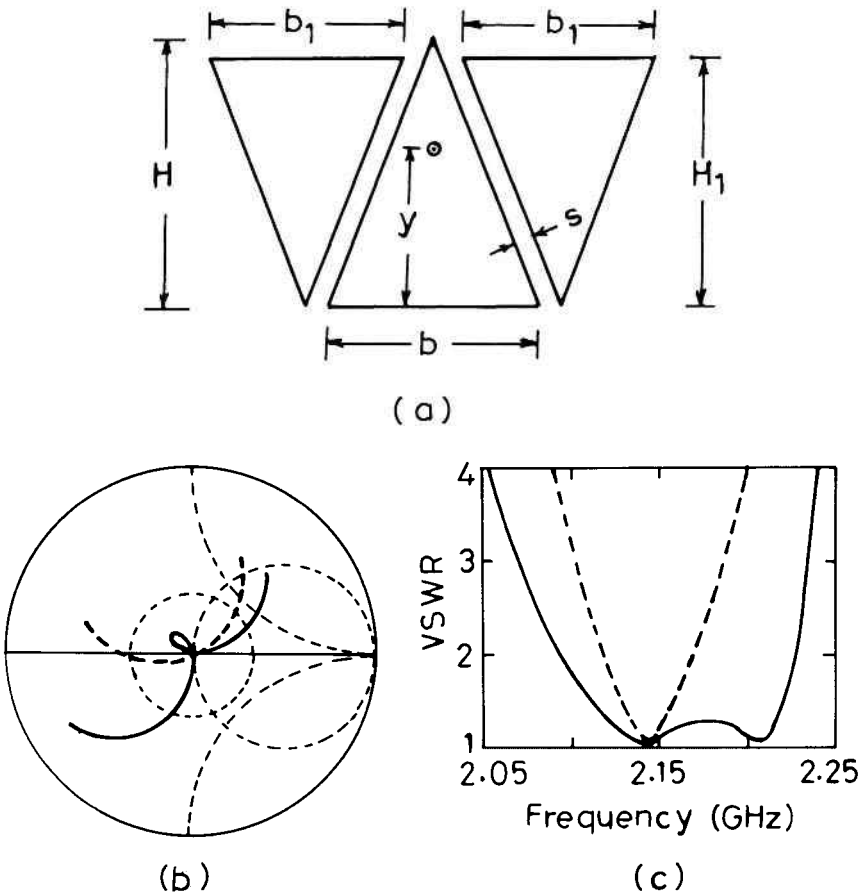 b₁ b₁
H y s H₁
b
(a)
4
3
2
1
VSWR
2.05 2.15 2.25
Frequency (GHz)
(b) (c)